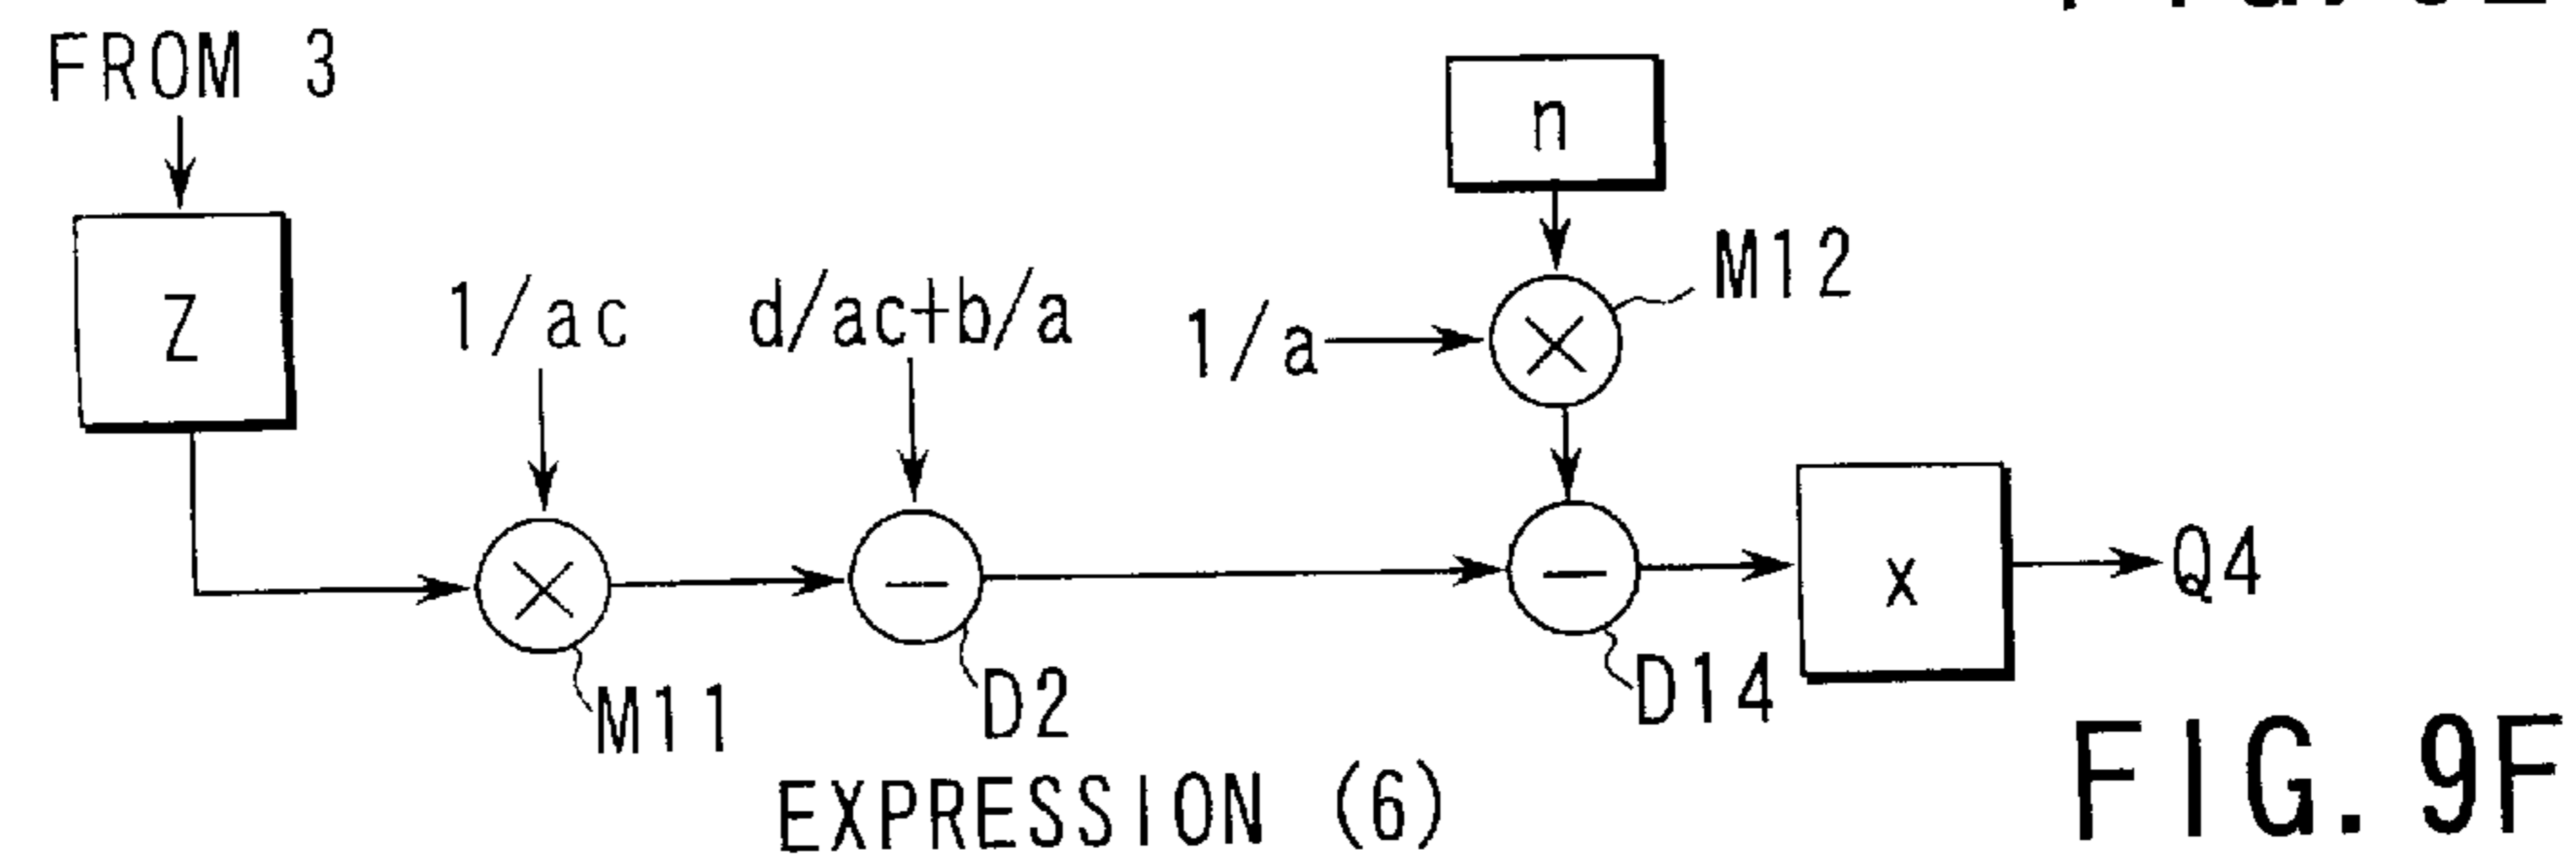 FROM 3
n
Z
1/ac
d/ac+b/a
1/a
M12
x
Q4
M11
D2
D14
EXPRESSION (6)
FIG. 9F